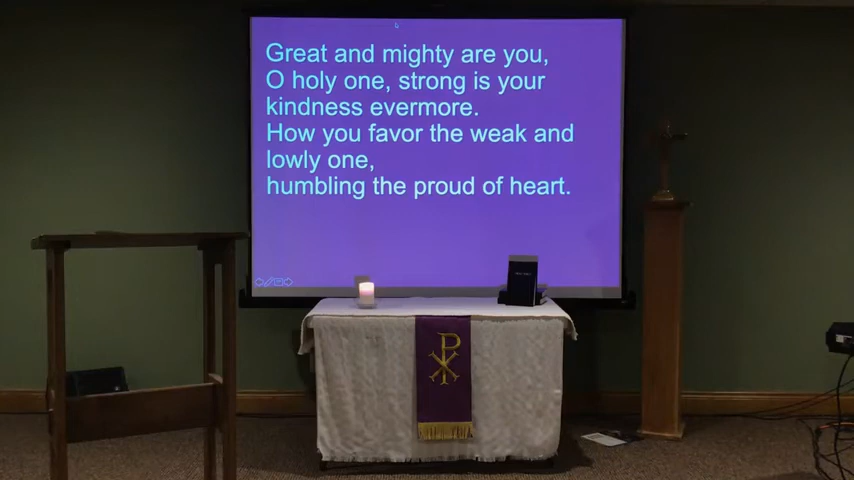 Great and mighty are you,
O holy one, strong is your
kindness evermore.
How you favor the weak and
lowly one,
humbling the proud of heart.